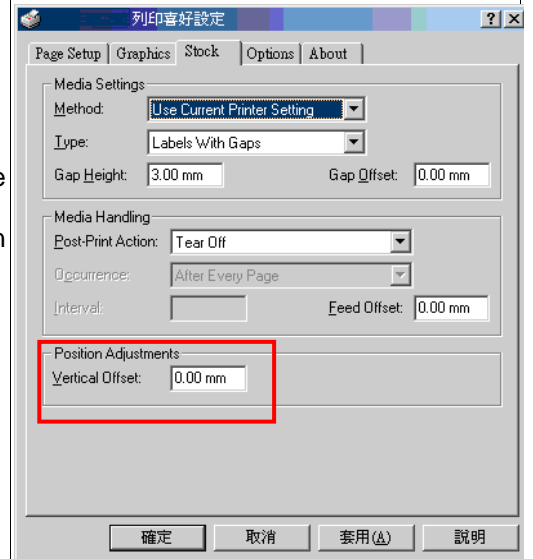 列印喜好設定
Page Setup Graphics Stock Options About
Media Settings
Method: Use Current Printer Setting
Type: Labels With Gaps
Gap Height: 3.00 mm Gap Offset: 0.00 mm
Media Handling
Post-Print Action: Tear Off
Occurrence: After Every Page
Interval: Feed Offset: 0.00 mm
Position Adjustments
Vertical Offset: 0.00 mm
確定 取消 套用(A) 說明